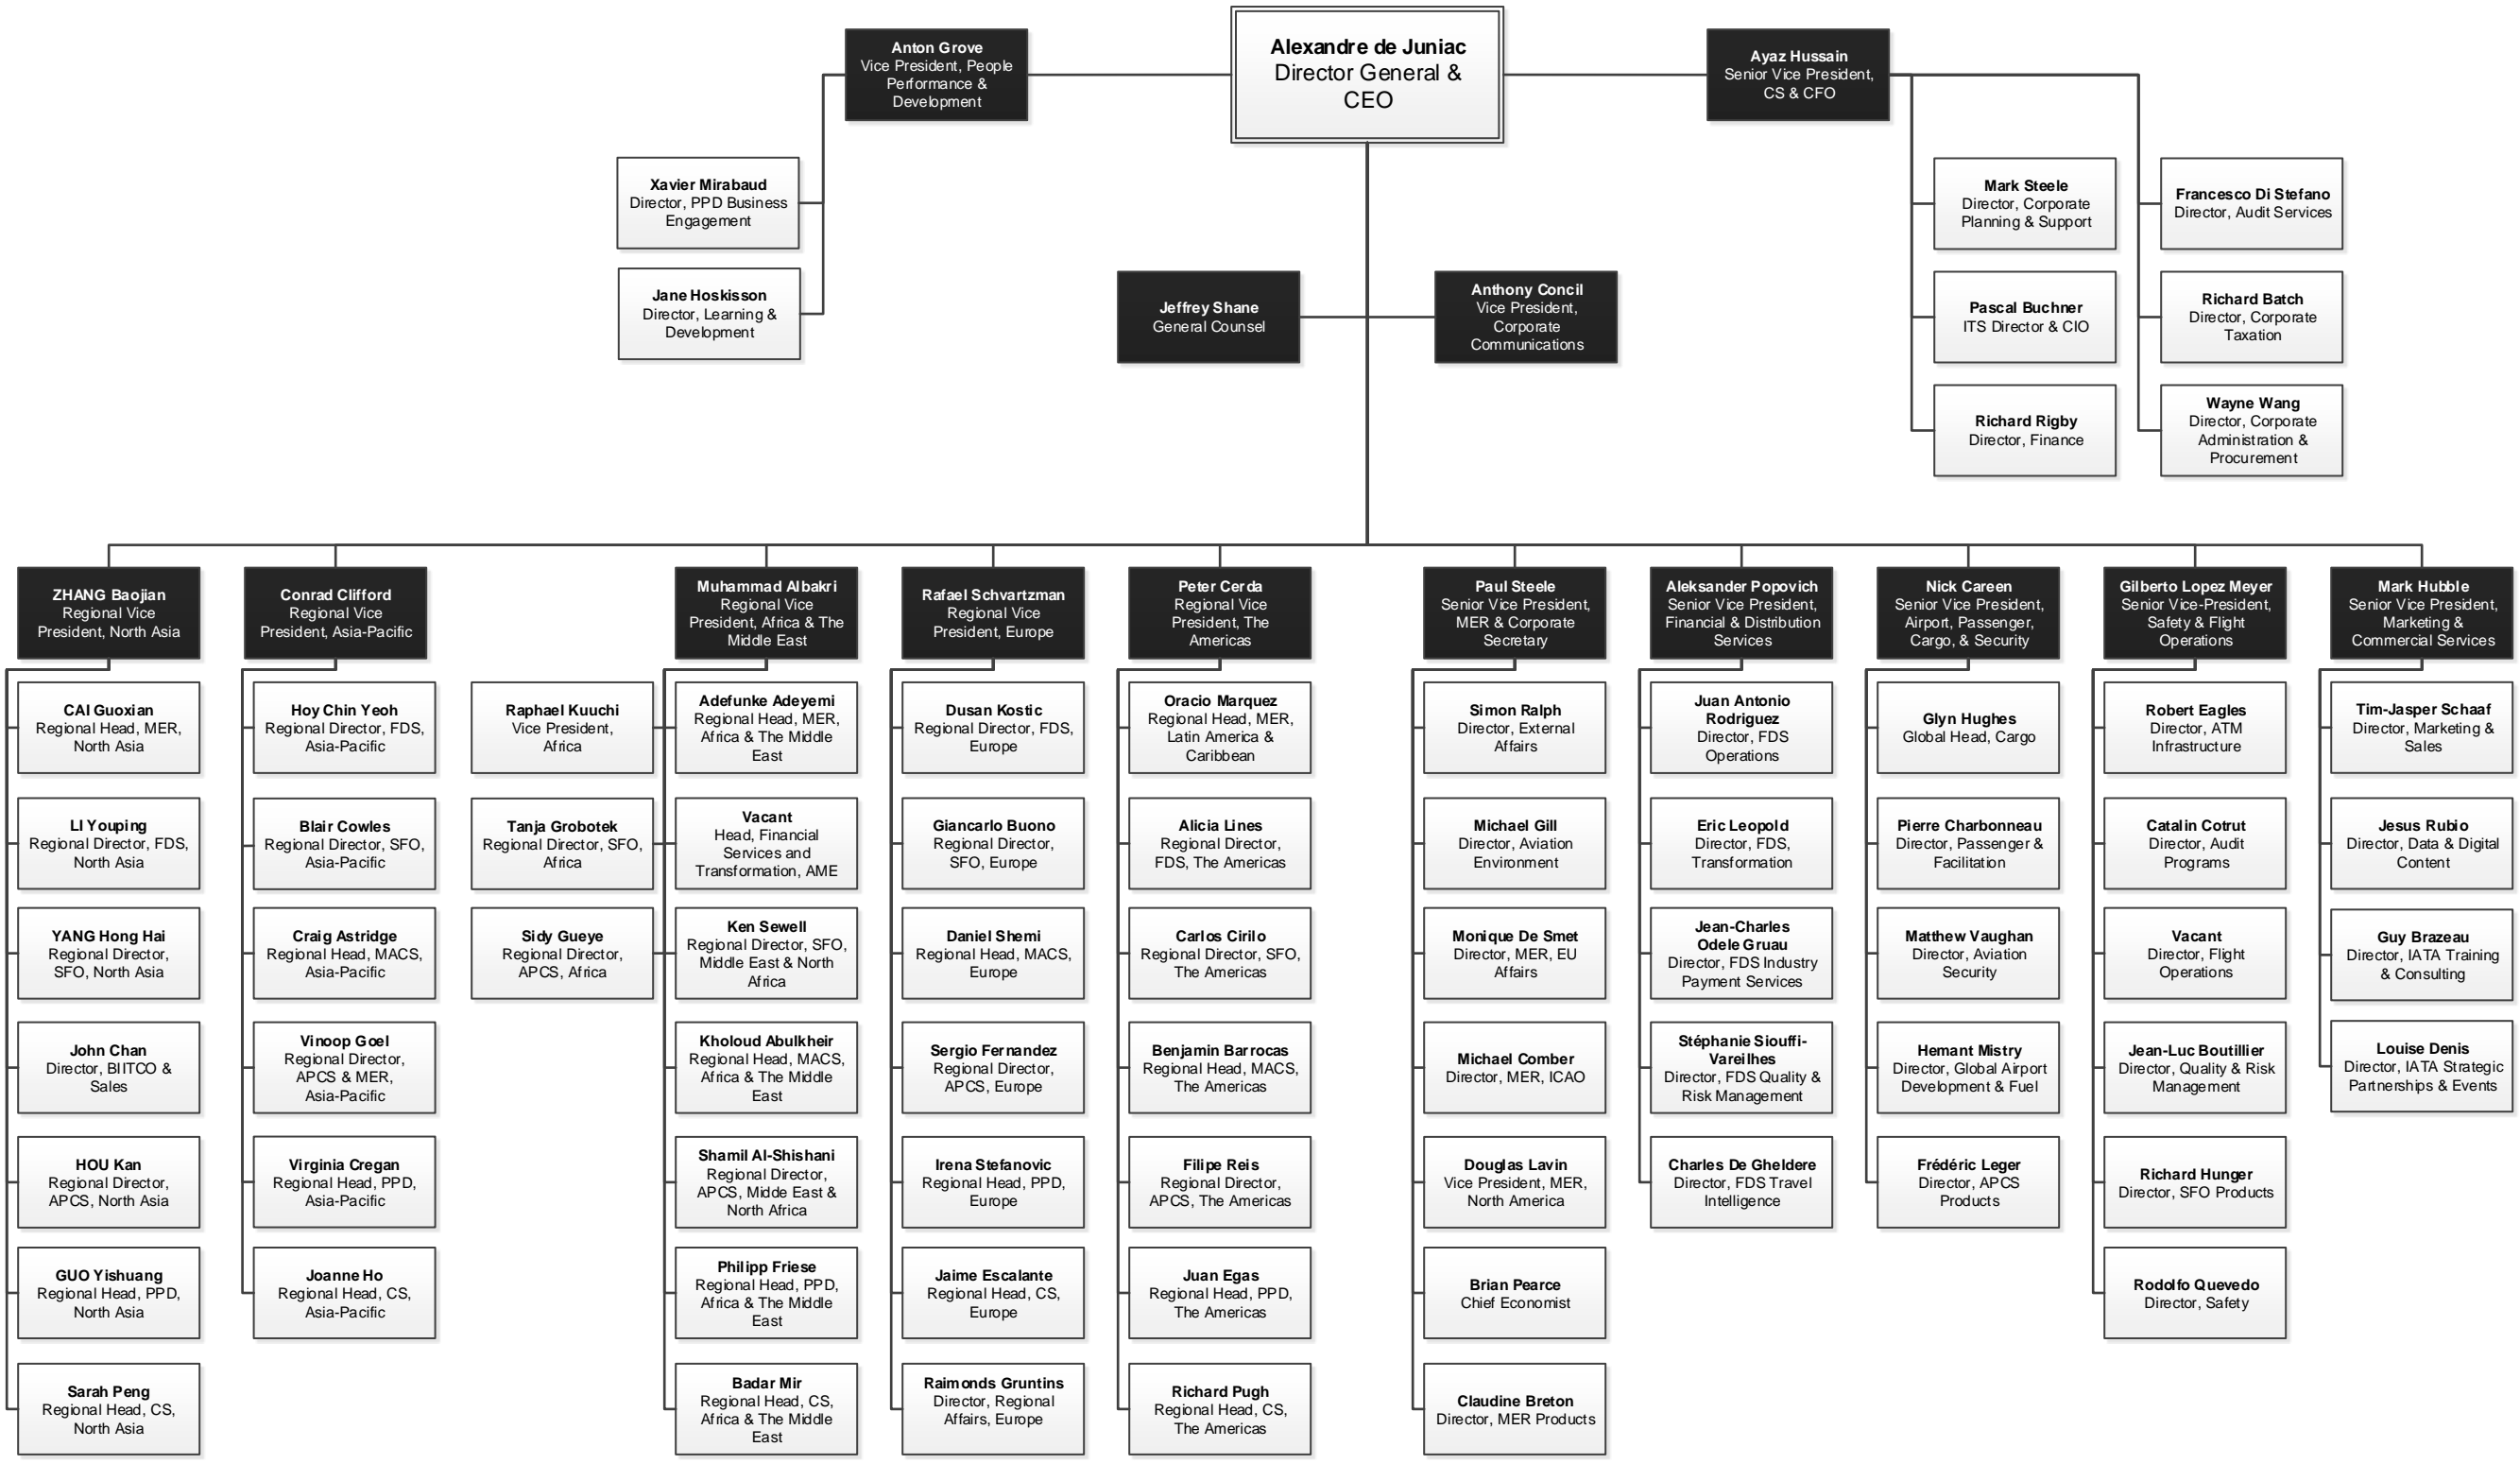 Alexandre de Juniac
Director General &
CEO
Anton Grove
Vice President, People
Performance &
Development
Ayaz Hussain
Senior Vice President,
CS & CFO
Xavier Mirabaud
Director, PPD Business
Engagement
Jane Hoskisson
Director, Learning &
Development
Jeffrey Shane
General Counsel
Anthony Concil
Vice President,
Corporate
Communications
Mark Steele
Director, Corporate
Planning & Support
Pascal Buchner
ITS Director & CIO
Richard Rigby
Director, Finance
Francesco Di Stefano
Director, Audit Services
Richard Batch
Director, Corporate
Taxation
Wayne Wang
Director, Corporate
Administration &
Procurement
ZHANG Baojian
Regional Vice
President, North Asia
CAI Guoxian
Regional Head, MER,
North Asia
LI Youping
Regional Director, FDS,
North Asia
YANG Hong Hai
Regional Director,
SFO, North Asia
John Chan
Director, BIITCO &
Sales
HOU Kan
Regional Director,
APCS, North Asia
GUO Yishuang
Regional Head, PPD,
North Asia
Sarah Peng
Regional Head, CS,
North Asia
Conrad Clifford
Regional Vice
President, Asia-Pacific
Hoy Chin Yeoh
Regional Director, FDS,
Asia-Pacific
Blair Cowles
Regional Director, SFO,
Asia-Pacific
Craig Astridge
Regional Head, MACS,
Asia-Pacific
Vinoop Goel
Regional Director,
APCS & MER,
Asia-Pacific
Virginia Cregan
Regional Head, PPD,
Asia-Pacific
Joanne Ho
Regional Head, CS,
Asia-Pacific
Muhammad Albakri
Regional Vice
President, Africa & The
Middle East
Raphael Kuuchi
Vice President,
Africa
Tanja Grobotek
Regional Director, SFO,
Africa
Sidy Gueye
Regional Director,
APCS, Africa
Adefunke Adeyemi
Regional Head, MER,
Africa & The Middle
East
Vacant
Head, Financial
Services and
Transformation, AME
Ken Sewell
Regional Director, SFO,
Middle East & North
Africa
Kholoud Abulkheir
Regional Head, MACS,
Africa & The Middle
East
Shamil Al-Shishani
Regional Director,
APCS, Midde East &
North Africa
Philipp Friese
Regional Head, PPD,
Africa & The Middle
East
Badar Mir
Regional Head, CS,
Africa & The Middle
East
Rafael Schvartzman
Regional Vice
President, Europe
Dusan Kostic
Regional Director, FDS,
Europe
Giancarlo Buono
Regional Director,
SFO, Europe
Daniel Shemi
Regional Head, MACS,
Europe
Sergio Fernandez
Regional Director,
APCS, Europe
Irena Stefanovic
Regional Head, PPD,
Europe
Jaime Escalante
Regional Head, CS,
Europe
Raimonds Gruntins
Director, Regional
Affairs, Europe
Peter Cerda
Regional Vice
President, The
Americas
Oracio Marquez
Regional Head, MER,
Latin America &
Caribbean
Alicia Lines
Regional Director,
FDS, The Americas
Carlos Cirilo
Regional Director, SFO,
The Americas
Benjamin Barrocas
Regional Head, MACS,
The Americas
Filipe Reis
Regional Director,
APCS, The Americas
Juan Egas
Regional Head, PPD,
The Americas
Richard Pugh
Regional Head, CS,
The Americas
Paul Steele
Senior Vice President,
MER & Corporate
Secretary
Simon Ralph
Director, External
Affairs
Michael Gill
Director, Aviation
Environment
Monique De Smet
Director, MER, EU
Affairs
Michael Comber
Director, MER, ICAO
Douglas Lavin
Vice President, MER,
North America
Brian Pearce
Chief Economist
Claudine Breton
Director, MER Products
Aleksander Popovich
Senior Vice President,
Financial & Distribution
Services
Juan Antonio
Rodriguez
Director, FDS
Operations
Eric Leopold
Director, FDS,
Transformation
Jean-Charles
Odele Gruau
Director, FDS Industry
Payment Services
Stéphanie Siouffi-
Vareilhes
Director, FDS Quality &
Risk Management
Charles De Gheldere
Director, FDS Travel
Intelligence
Nick Careen
Senior Vice President,
Airport, Passenger,
Cargo, & Security
Glyn Hughes
Global Head, Cargo
Pierre Charbonneau
Director, Passenger &
Facilitation
Matthew Vaughan
Director, Aviation
Security
Hemant Mistry
Director, Global Airport
Development & Fuel
Frédéric Leger
Director, APCS
Products
Gilberto Lopez Meyer
Senior Vice-President,
Safety & Flight
Operations
Robert Eagles
Director, ATM
Infrastructure
Catalin Cotrut
Director, Audit
Programs
Vacant
Director, Flight
Operations
Jean-Luc Boutillier
Director, Quality & Risk
Management
Richard Hunger
Director, SFO Products
Rodolfo Quevedo
Director, Safety
Mark Hubble
Senior Vice President,
Marketing &
Commercial Services
Tim-Jasper Schaaf
Director, Marketing &
Sales
Jesus Rubio
Director, Data & Digital
Content
Guy Brazeau
Director, IATA Training
& Consulting
Louise Denis
Director, IATA Strategic
Partnerships & Events